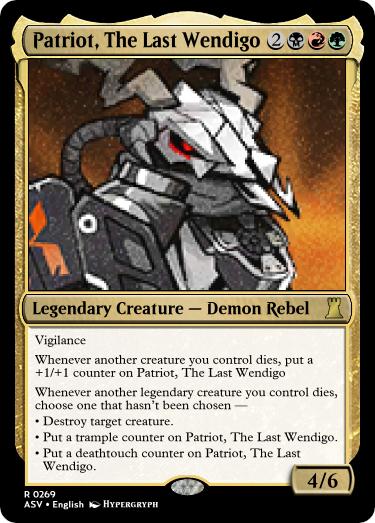 Patriot, The Last Wendigo 2
Legendary Creature — Demon Rebel
Vigilance
Whenever another creature you control dies, put a
+1/+1 counter on Patriot, The Last Wendigo
Whenever another legendary creature you control dies,
choose one that hasn't been chosen —
• Destroy target creature.
• Put a trample counter on Patriot, The Last Wendigo.
• Put a deathtouch counter on Patriot, The Last
Wendigo.
4/6
R 0269
ASV • English HYPERGRYPH